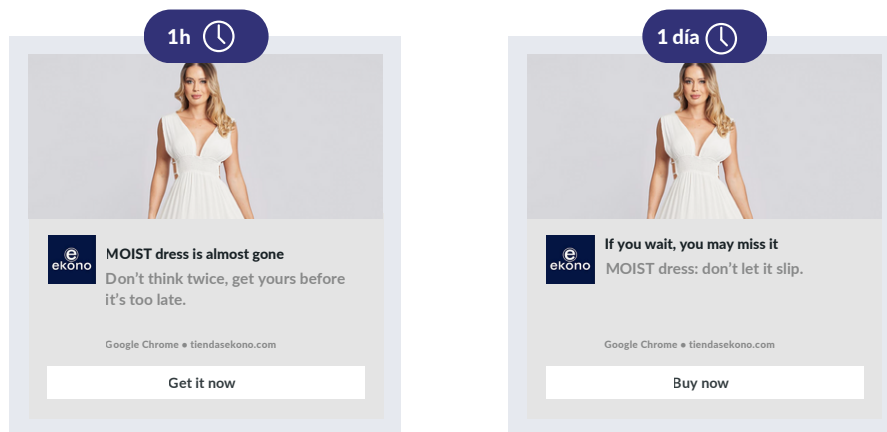 1h
e
ekono
MOIST dress is almost gone
Don't think twice, get yours before
it's too late.
Google Chrome ● tiendasekono.com
Get it now
1 día
e
ekono
If you wait, you may miss it
MOIST dress: don't let it slip.
Google Chrome ● tiendasekono.com
Buy now